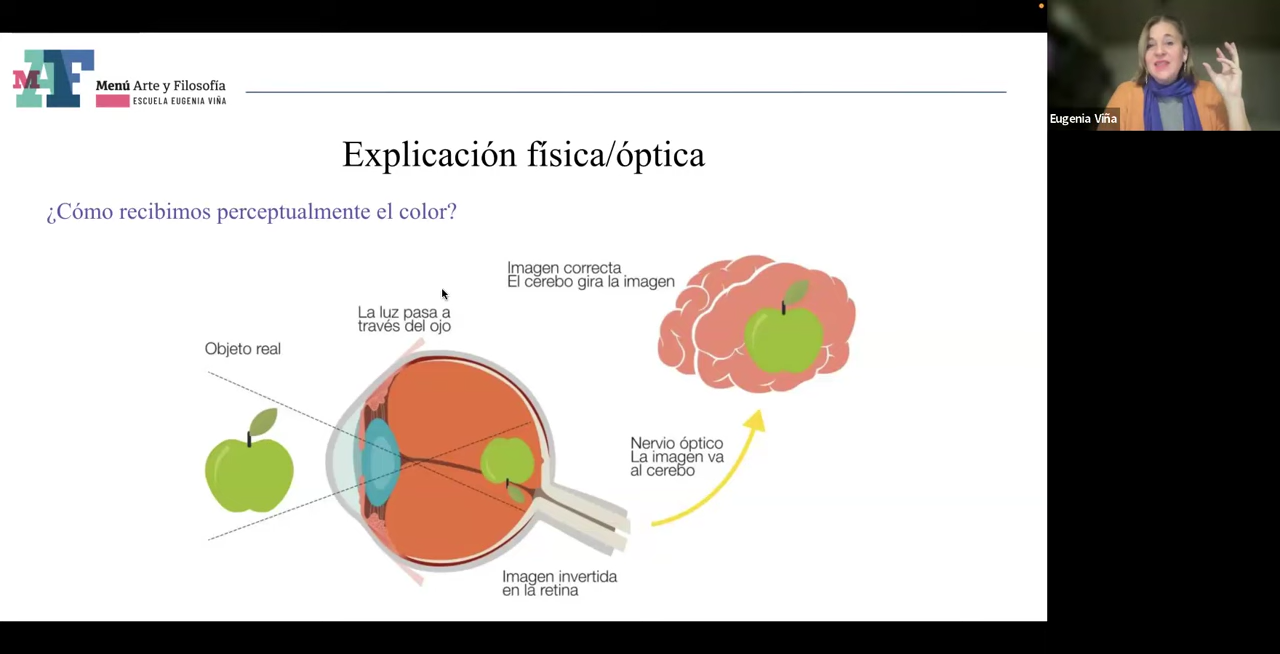 MAF
Menú Arte y Filosofía
ESCUELA EUGENIA VIÑA
Eugenia Viña
Explicación física/óptica
¿Cómo recibimos perceptualmente el color?
Imagen correcta
El cerebro gira la imagen
La luz pasa a
través del ojo
Objeto real
Nervio óptico
La imagen va
al cerebro
Imagen invertida
en la retina